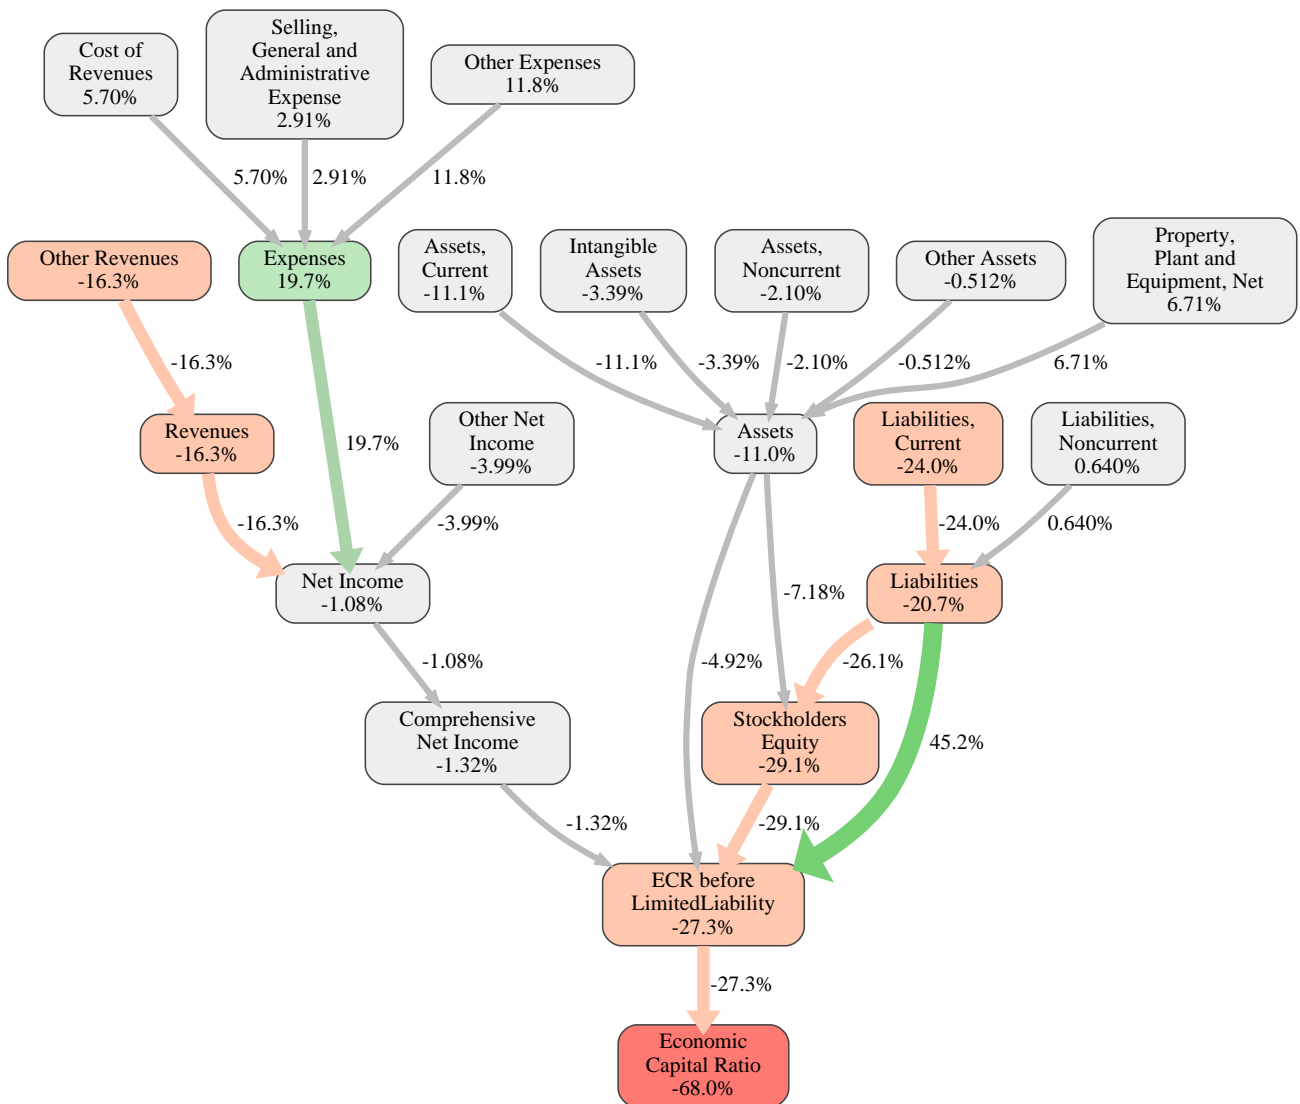 Cost of
Revenues
5.70%
Selling,
General and
Administrative
Expense
2.91%
Other Expenses
11.8%
5.70%
2.91%
11.8%
Other Revenues
-16.3%
Expenses
19.7%
Assets,
Current
-11.1%
Intangible
Assets
-3.39%
Assets,
Noncurrent
-2.10%
Other Assets
-0.512%
Property,
Plant and
Equipment, Net
6.71%
-16.3%
-11.1%
-3.39%
-2.10%
-0.512%
6.71%
Revenues
-16.3%
19.7%
Other Net
Income
-3.99%
Assets
-11.0%
Liabilities,
Current
-24.0%
Liabilities,
Noncurrent
0.640%
-16.3%
-3.99%
-24.0%
0.640%
Net Income
-1.08%
-7.18%
Liabilities
-20.7%
-1.08%
-4.92%
-26.1%
Comprehensive
Net Income
-1.32%
Stockholders
Equity
-29.1%
45.2%
-1.32%
-29.1%
ECR before
LimitedLiability
-27.3%
-27.3%
Economic
Capital Ratio
-68.0%